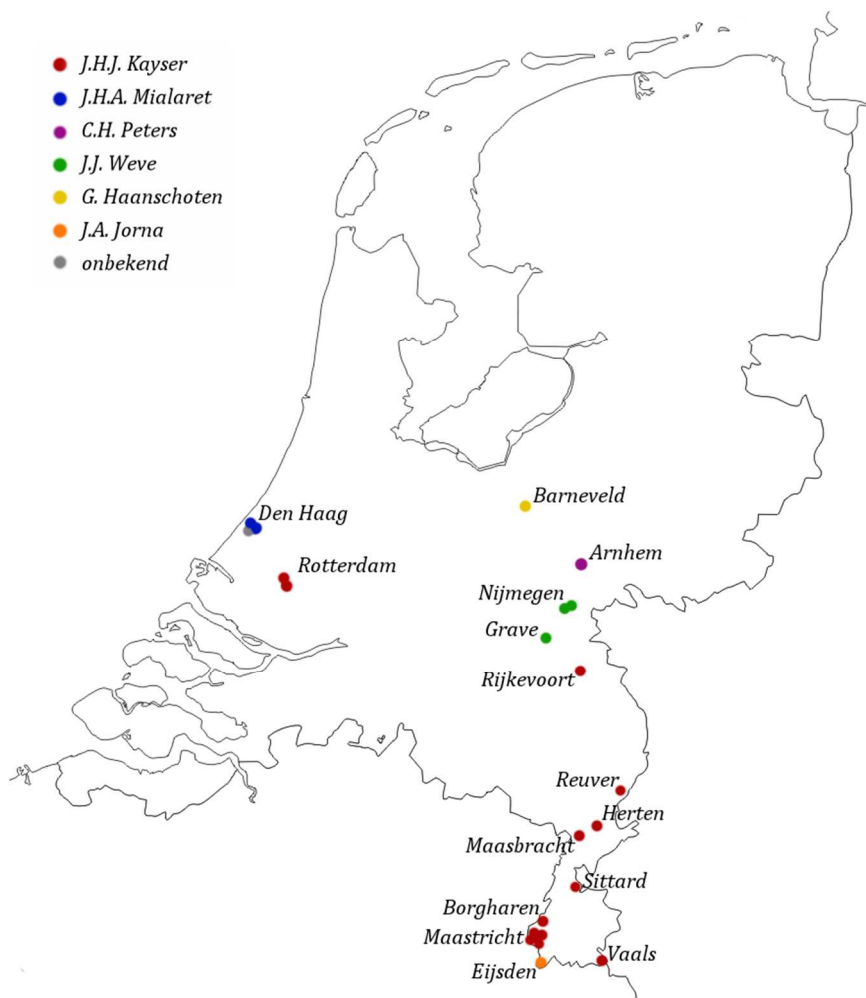 J.H.J. Kayser
J.H.A. Mialaret
C.H. Peters
J.J. Weve
G. Haanschoten
J.A. Jorna
onbekend
Barneveld
Den Haag
Arnhem
Rotterdam
Nijmegen
Grave
Rijkevoort
Reuver
Herten
Maasbracht
Sittard
Borgharen
Maastricht
Vaals
Eijsden